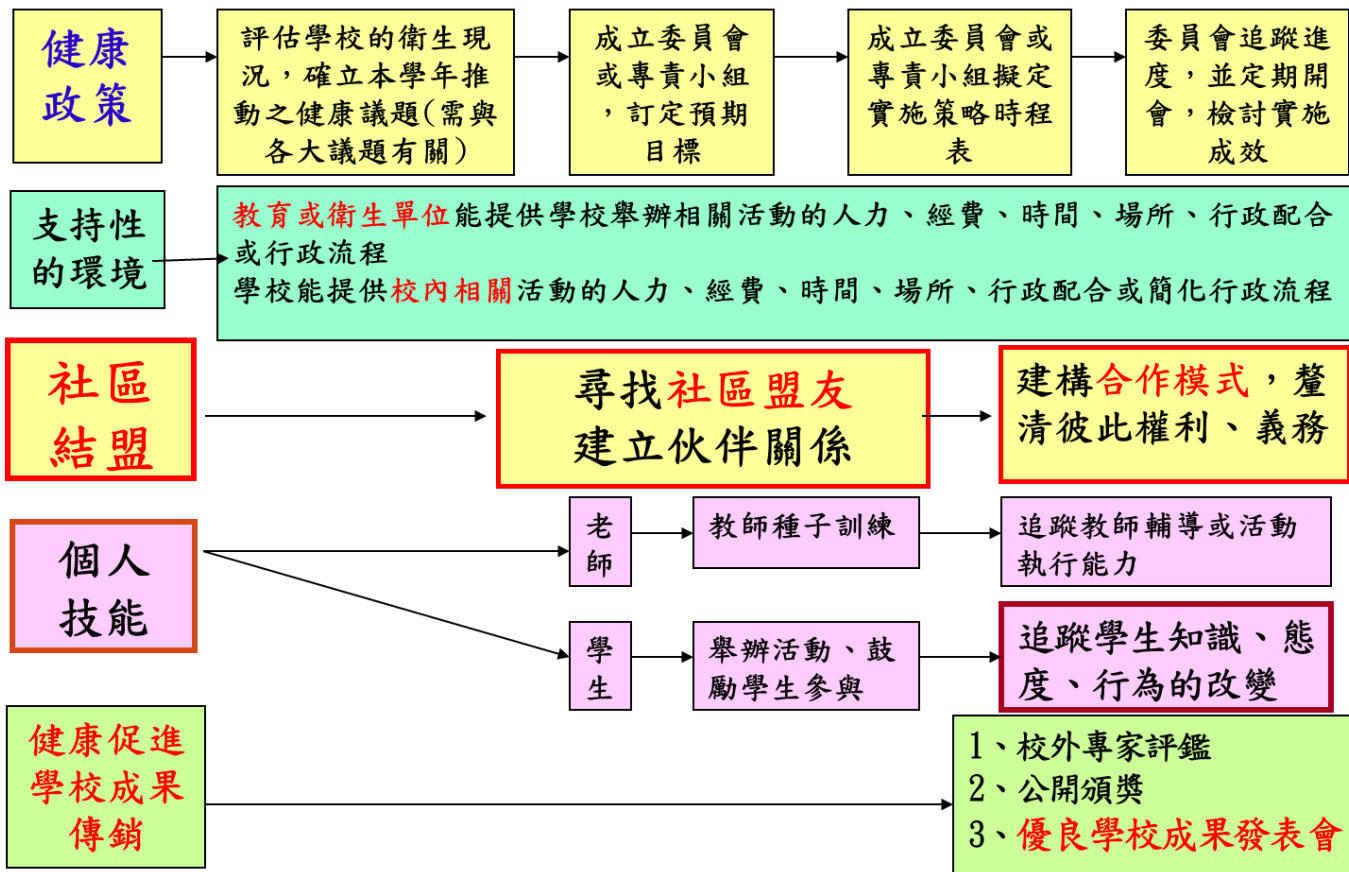 健康
政策
評估學校的衛生現
況，確立本學年推
動之健康議題(需與
各大議題有關)
成立委員會
或專責小組
，訂定預期
目標
成立委員會或
專責小組擬定
實施策略時程
表
委員會追蹤進
度，並定期開
會，檢討實施
成效
支持性
的環境
教育或衛生單位能提供學校舉辦相關活動的人力、經費、時間、場所、行政配合
或行政流程
學校能提供校內相關活動的人力、經費、時間、場所、行政配合或簡化行政流程
社區
結盟
尋找社區盟友
建立伙伴關係
建構合作模式，釐
清彼此權利、義務
個人
技能
老
師
教師種子訓練
追蹤教師輔導或活動
執行能力
學
生
舉辦活動、鼓
勵學生參與
追蹤學生知識、態
度、行為的改變
健康促進
學校成果
傳銷
1、校外專家評鑑
2、公開頒獎
3、優良學校成果發表會